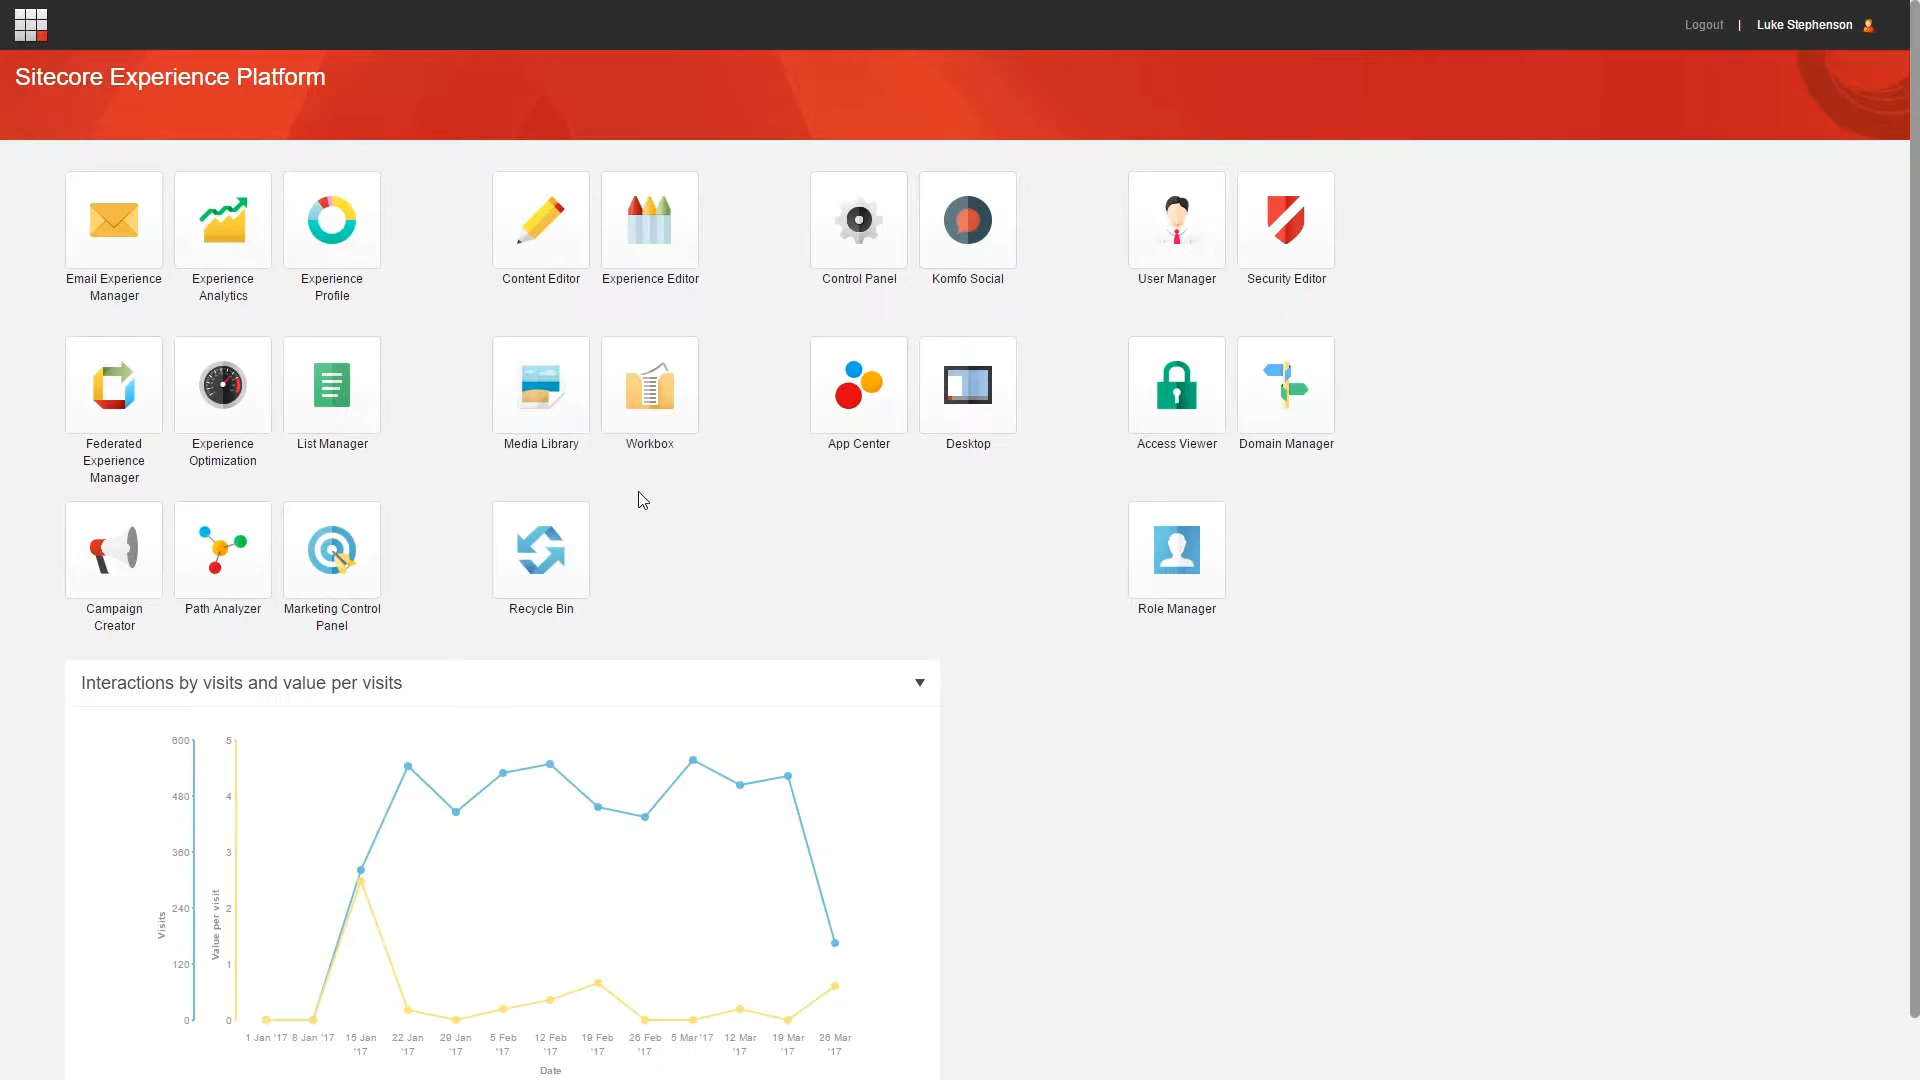 Logout | Luke Stephenson
Sitecore Experience Platform
Email Experience
Manager
Experience
Analytics
Experience
Profile
Content Editor
Experience Editor
Control Panel
Komfo Social
User Manager
Security Editor
Federated
Experience
Manager
Experience
Optimization
List Manager
Media Library
Workbox
App Center
Desktop
Access Viewer
Domain Manager
Campaign
Creator
Path Analyzer
Marketing Control
Panel
Recycle Bin
Role Manager
Interactions by visits and value per visits
600
480
360
240
120
0
Visits
5
4
3
2
1
0
Value per visit
1 Jan '17
8 Jan '17
15 Jan
'17
22 Jan
'17
29 Jan
'17
5 Feb
'17
12 Feb
'17
19 Feb
'17
26 Feb
'17
5 Mar '17
12 Mar
'17
19 Mar
'17
26 Mar
'17
Date